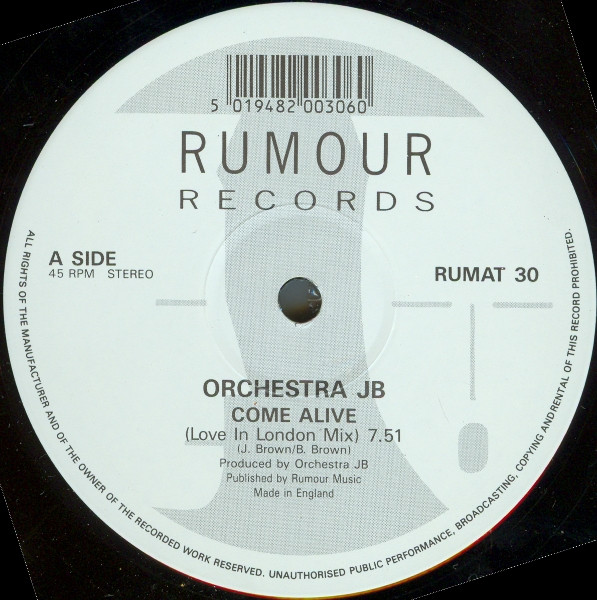 5 019482 003060
RUMOUR
RECORDS
A SIDE
45 RPM STEREO
RUMAT 30
ORCHESTRA JB
CÓME ALIVE
(Love In London Mix) 7.51
(J. Brown/B. Brown)
Produced by Orchestra JB
Published by Rumour Music
Made in England
ALL RIGHTS OF THE MANUFACTURER AND OF THE OWNER OF THE RECORDED WORK RESERVED. UNAUTHORISED PUBLIC PERFORMANCE, BROADCASTING, COPYING AND RENTAL OF THIS RECORD PROHIBITED.